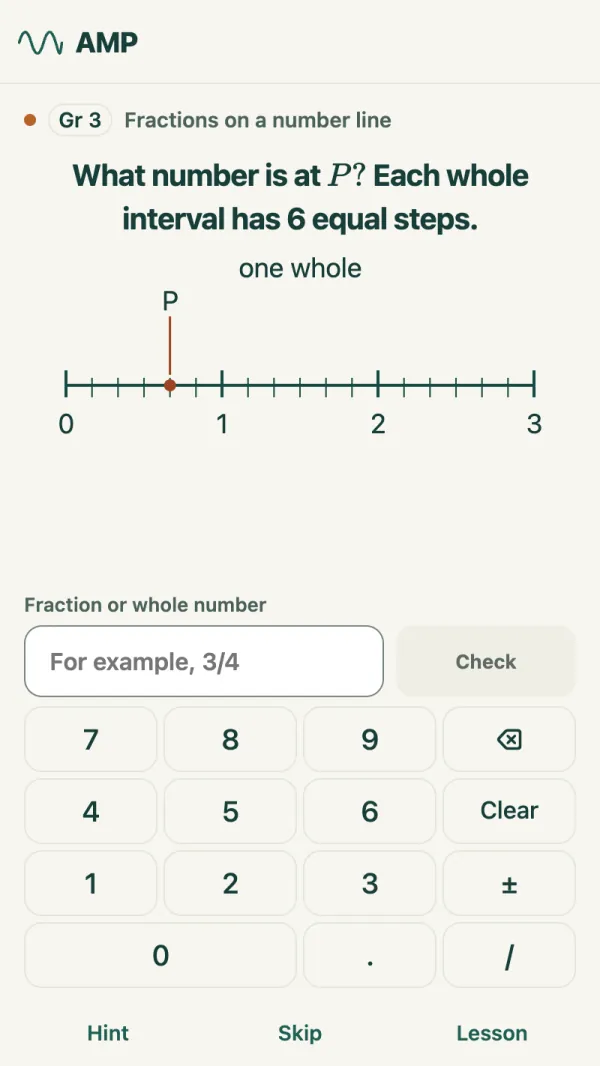 AMP
Gr 3 Fractions on a number line
What number is at P? Each whole
interval has 6 equal steps.
one whole
P
0 1 2 3
Fraction or whole number
For example, 3/4 Check
7 8 9
4 5 6 Clear
1 2 3 ±
0 . /
Hint Skip Lesson